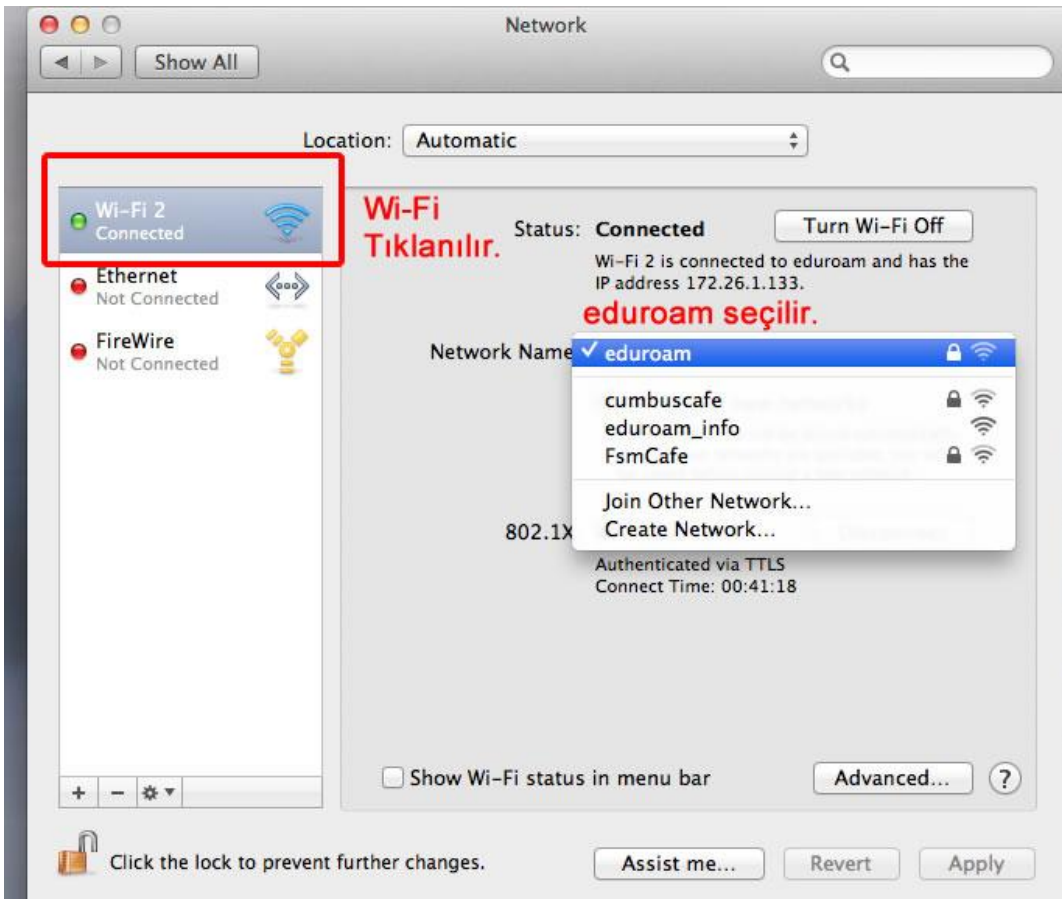 Network
Show All
Location: Automatic
Wi-Fi 2
Connected
Ethernet
Not Connected
FireWire
Not Connected
Wi-Fi
Tıklanılır.
Status: Connected
Turn Wi-Fi Off
Wi-Fi 2 is connected to eduroam and has the
IP address 172.26.1.133.
eduroam seçilir.
Network Name
✓ eduroam
cumbuscafe
eduroam_info
FsmCafe
Join Other Network...
Create Network...
802.1X
Authenticated via TTLS
Connect Time: 00:41:18
Show Wi-Fi status in menu bar
Advanced...
?
+ −
Click the lock to prevent further changes.
Assist me...
Revert
Apply